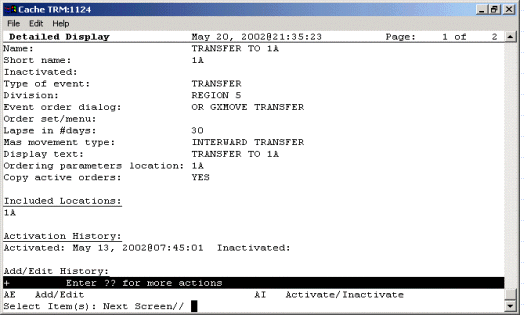 Cache TRM:1124
File Edit Help
Detailed Display May 20, 2002@21:35:23 Page: 1 of 2
Name: TRANSFER TO 1A
Short name: 1A
Inactivated:
Type of event: TRANSFER
Division: REGION 5
Event order dialog: OR GXMOVE TRANSFER
Order set/menu:
Lapse in #days: 30
Mas movement type: INTERWARD TRANSFER
Display text: TRANSFER TO 1A
Ordering parameters location: 1A
Copy active orders: YES
Included Locations:
1A
Activation History:
Activated: May 13, 2002@07:45:01 Inactivated:
Add/Edit History:
+ Enter ?? for more actions
AE Add/Edit AI Activate/Inactivate
Select Item(s): Next Screen//